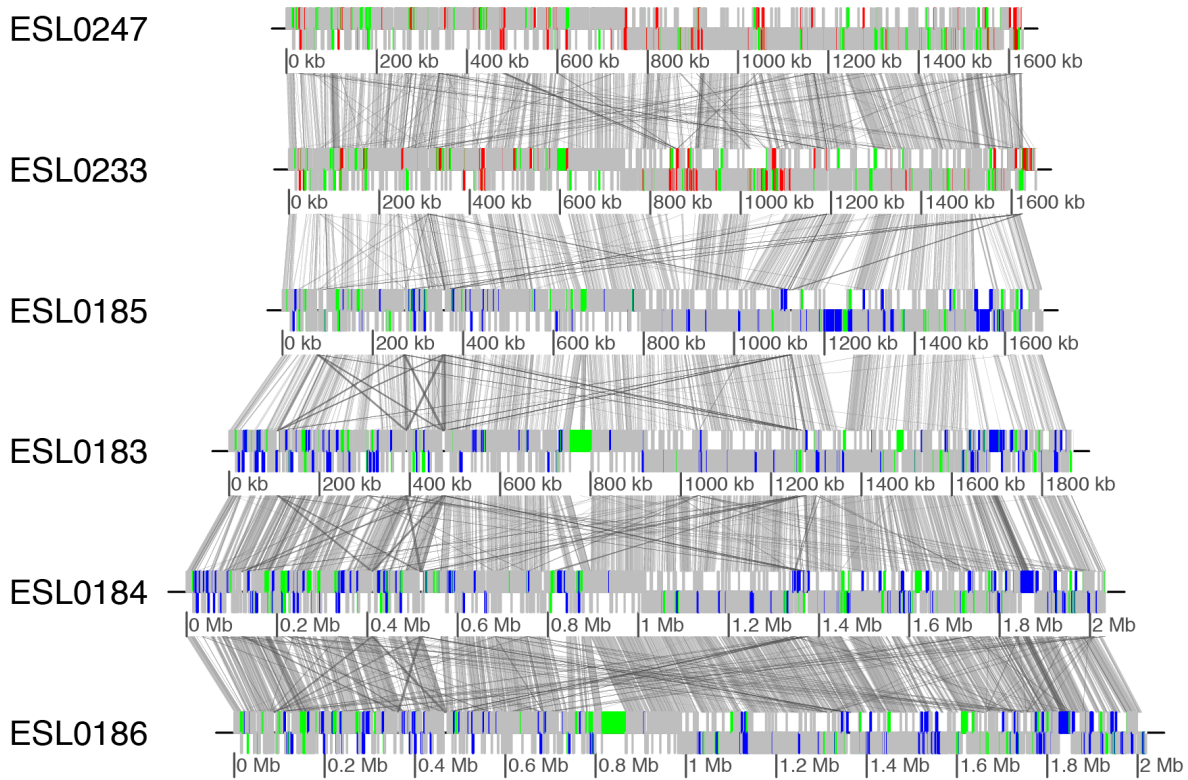 ESL0247
0 kb 200 kb 400 kb 600 kb 800 kb 1000 kb 1200 kb 1400 kb 1600 kb
ESL0233
0 kb 200 kb 400 kb 600 kb 800 kb 1000 kb 1200 kb 1400 kb 1600 kb
ESL0185
0 kb 200 kb 400 kb 600 kb 800 kb 1000 kb 1200 kb 1400 kb 1600 kb
ESL0183
0 kb 200 kb 400 kb 600 kb 800 kb 1000 kb 1200 kb 1400 kb 1600 kb 1800 kb
ESL0184
0 Mb 0.2 Mb 0.4 Mb 0.6 Mb 0.8 Mb 1 Mb 1.2 Mb 1.4 Mb 1.6 Mb 1.8 Mb 2 Mb
ESL0186
0 Mb 0.2 Mb 0.4 Mb 0.6 Mb 0.8 Mb 1 Mb 1.2 Mb 1.4 Mb 1.6 Mb 1.8 Mb 2 Mb